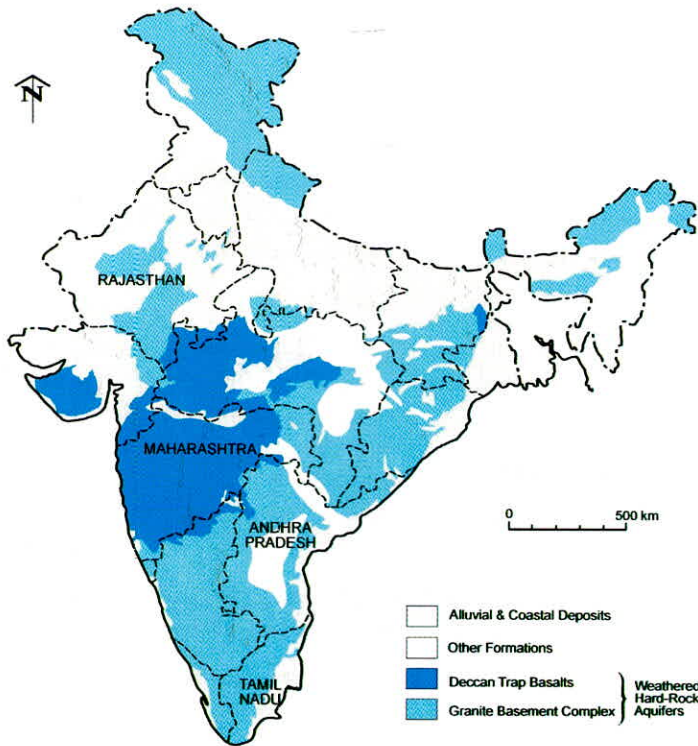 N
RAJASTHAN
MAHARASHTRA
ANDHRA
PRADESH
TAMIL
NADU
0 500 km
Alluvial & Coastal Deposits
Other Formations
Deccan Trap Basalts
Granite Basement Complex
Weathered
Hard-Rock
Aquifers